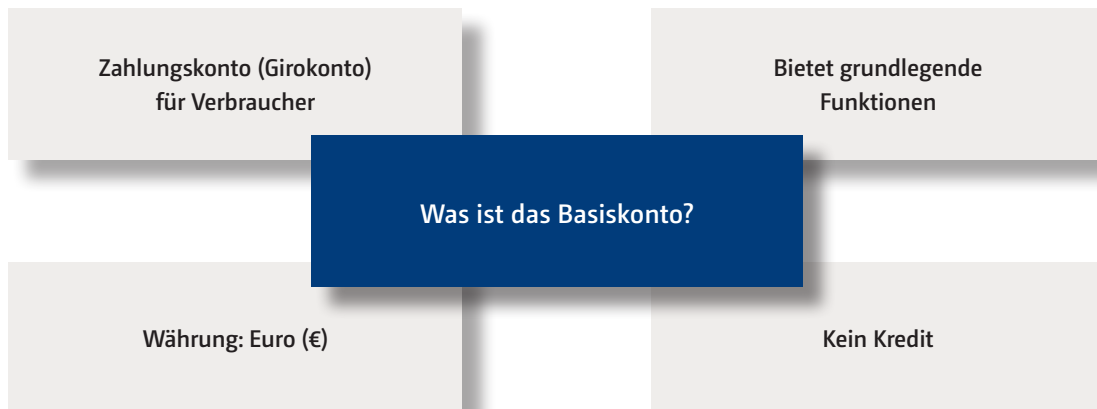 Zahlungskonto (Girokonto)
für Verbraucher
Bietet grundlegende
Funktionen
Was ist das Basiskonto?
Währung: Euro (€)
Kein Kredit